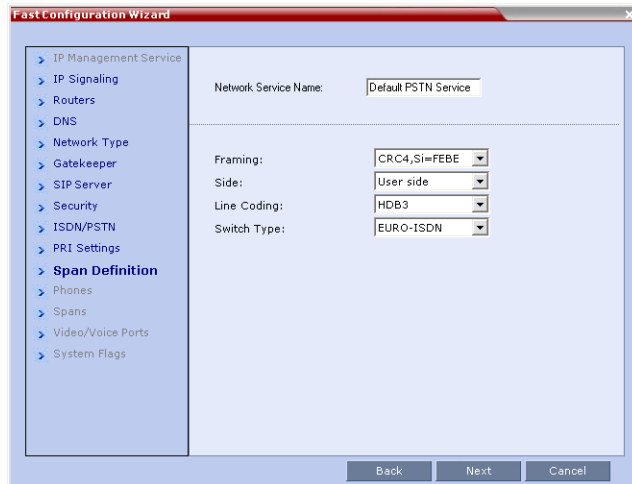 Fast Configuration Wizard
X
IP Management Service
IP Signaling
Routers
DNS
Network Type
Gatekeeper
SIP Server
Security
ISDN/PSTN
PRI Settings
Span Definition
Phones
Spans
Video/Voice Ports
System Flags
Network Service Name: Default PSTN Service
Framing: CRC4,Si=FEBE
Side: User side
Line Coding: HDB3
Switch Type: EURO-ISDN
Back Next Cancel